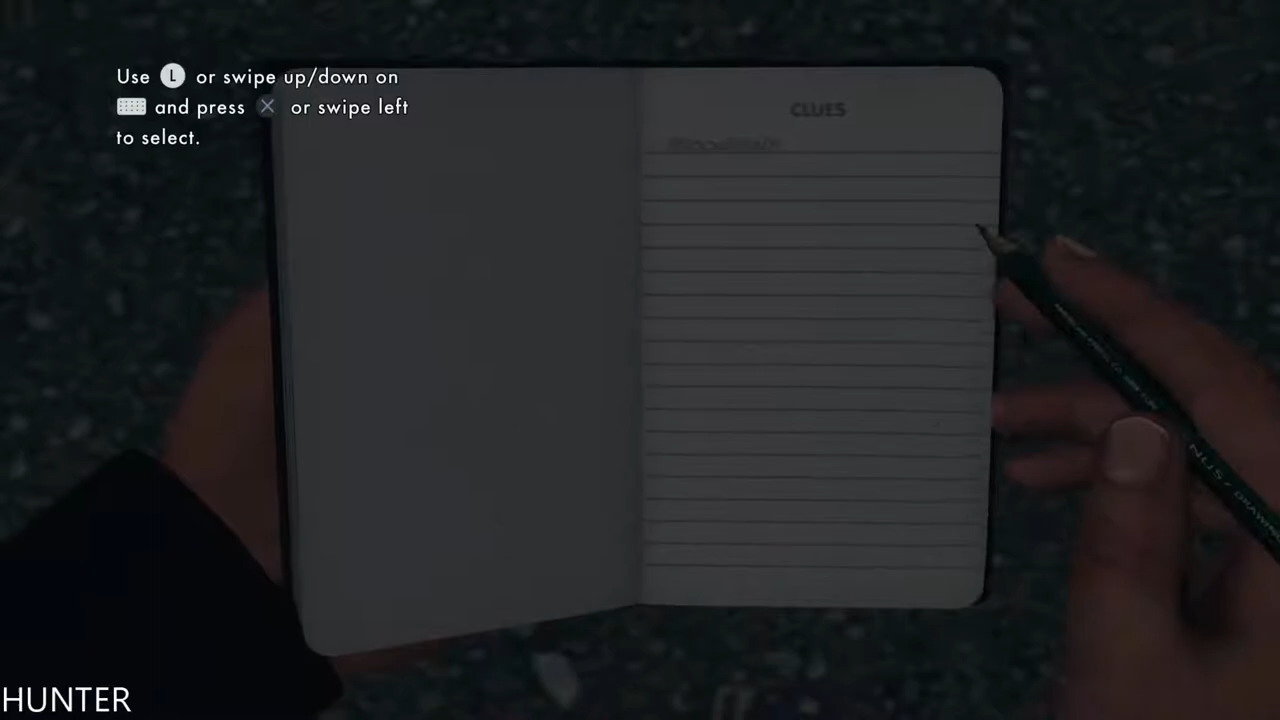 Use L or swipe up/down on
and press X or swipe left
to select.
CLUES
HUNTER